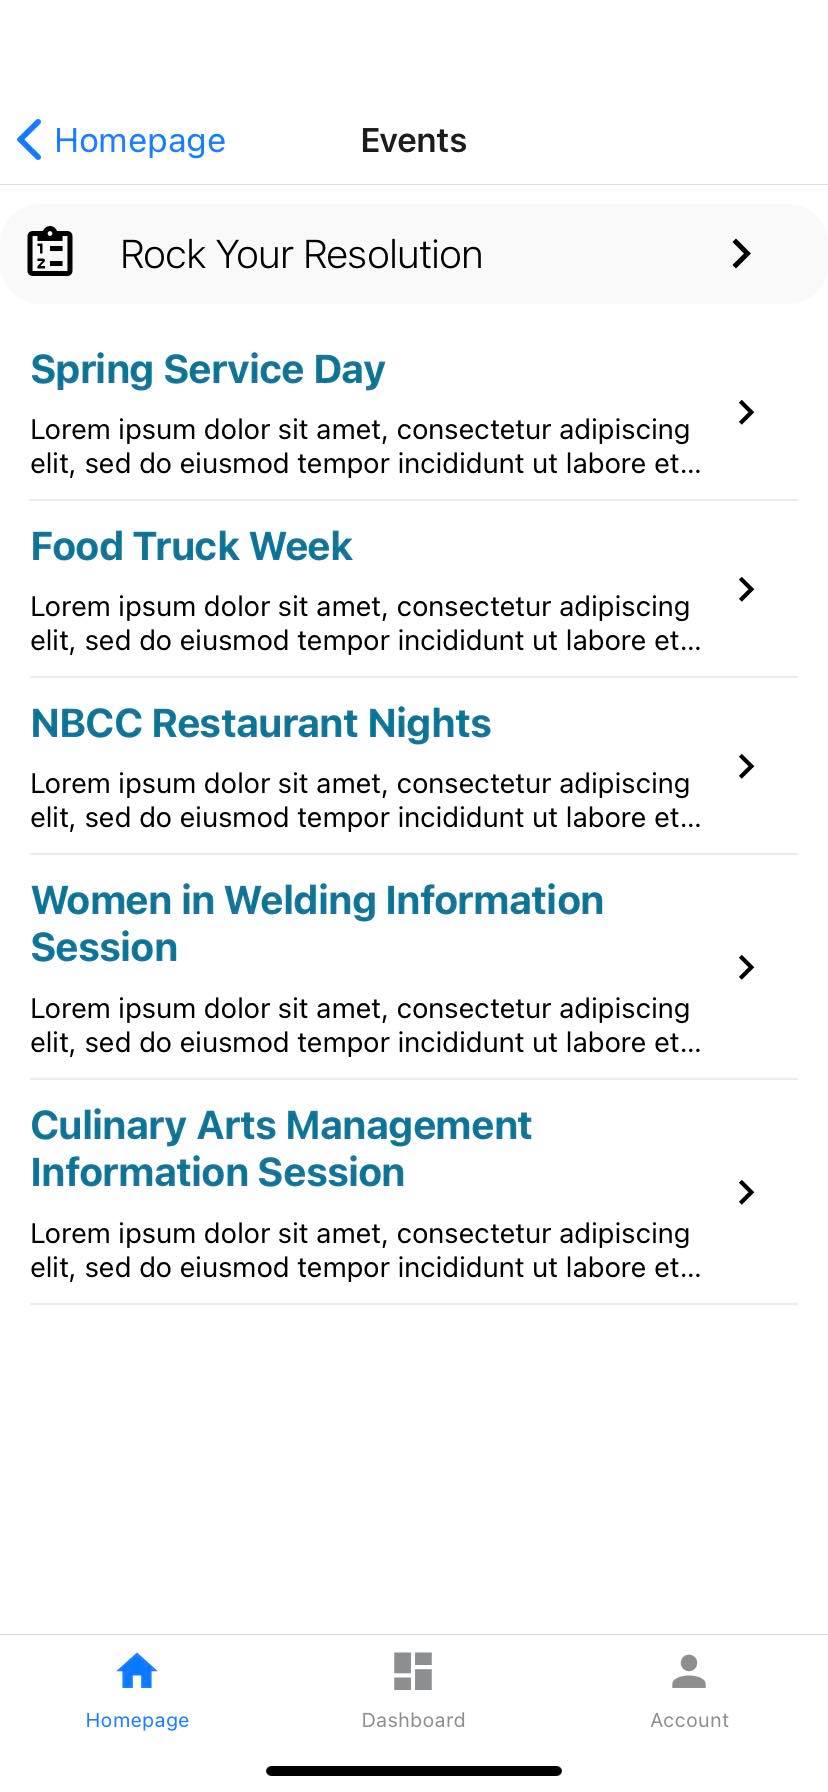 Homepage
Events
Rock Your Resolution
Spring Service Day
Lorem ipsum dolor sit amet, consectetur adipiscing
elit, sed do eiusmod tempor incididunt ut labore et...
Food Truck Week
Lorem ipsum dolor sit amet, consectetur adipiscing
elit, sed do eiusmod tempor incididunt ut labore et...
NBCC Restaurant Nights
Lorem ipsum dolor sit amet, consectetur adipiscing
elit, sed do eiusmod tempor incididunt ut labore et...
Women in Welding Information
Session
Lorem ipsum dolor sit amet, consectetur adipiscing
elit, sed do eiusmod tempor incididunt ut labore et...
Culinary Arts Management
Information Session
Lorem ipsum dolor sit amet, consectetur adipiscing
elit, sed do eiusmod tempor incididunt ut labore et...
Homepage
Dashboard
Account